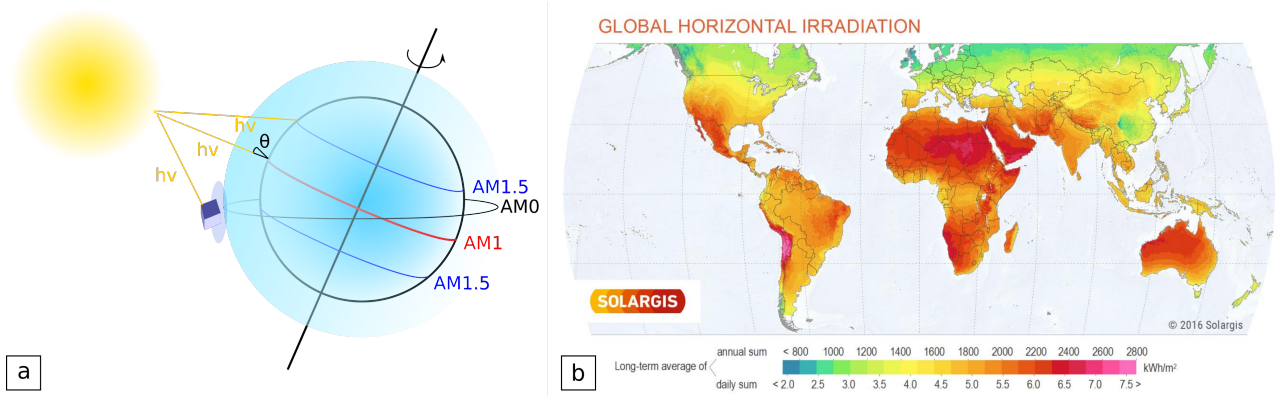 hν
hν
hν
θ
AM1.5
AM0
AM1
AM1.5
a
GLOBAL HORIZONTAL IRRADIATION
SOLARGIS
© 2016 Solargis
b
Long-term average of
annual sum
< 800 1000 1200 1400 1600 1800 2000 2200 2400 2600 2800
kWh/m²
daily sum
< 2.0 2.5 3.0 3.5 4.0 4.5 5.0 5.5 6.0 6.5 7.0 7.5 >